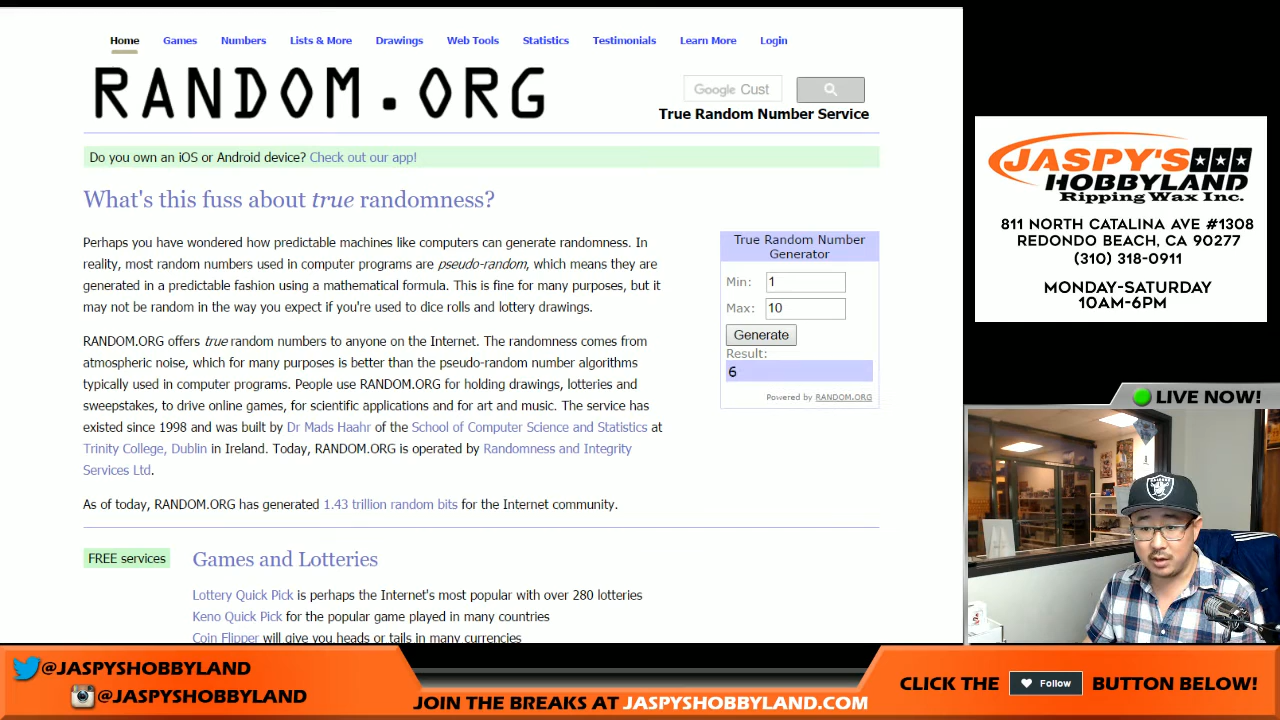 Home Games Numbers Lists & More Drawings Web Tools Statistics Testimonials Learn More Login
RANDOM.ORG
Google Cust
True Random Number Service
Do you own an iOS or Android device? Check out our app!
What's this fuss about true randomness?
Perhaps you have wondered how predictable machines like computers can generate randomness. In
reality, most random numbers used in computer programs are pseudo-random, which means they are
generated in a predictable fashion using a mathematical formula. This is fine for many purposes, but it
may not be random in the way you expect if you're used to dice rolls and lottery drawings.
RANDOM.ORG offers true random numbers to anyone on the Internet. The randomness comes from
atmospheric noise, which for many purposes is better than the pseudo-random number algorithms
typically used in computer programs. People use RANDOM.ORG for holding drawings, lotteries and
sweepstakes, to drive online games, for scientific applications and for art and music. The service has
existed since 1998 and was built by Dr Mads Haahr of the School of Computer Science and Statistics at
Trinity College, Dublin in Ireland. Today, RANDOM.ORG is operated by Randomness and Integrity
Services Ltd.
As of today, RANDOM.ORG has generated 1.43 trillion random bits for the Internet community.
True Random Number
Generator
Min: 1
Max: 10
Generate
Result:
6
Powered by RANDOM.ORG
FREE services
Games and Lotteries
Lottery Quick Pick is perhaps the Internet's most popular with over 280 lotteries
Keno Quick Pick for the popular game played in many countries
Coin Flipper will give you heads or tails in many currencies
JASPY'S
HOBBYLAND
Ripping Wax Inc.
811 NORTH CATALINA AVE #1308
REDONDO BEACH, CA 90277
(310) 318-0911
MONDAY-SATURDAY
10AM-6PM
LIVE NOW!
@JASPYSHOBBYLAND
@JASPYSHOBBYLAND
JOIN THE BREAKS AT JASPYSHOBBYLAND.COM
CLICK THE Follow BUTTON BELOW!